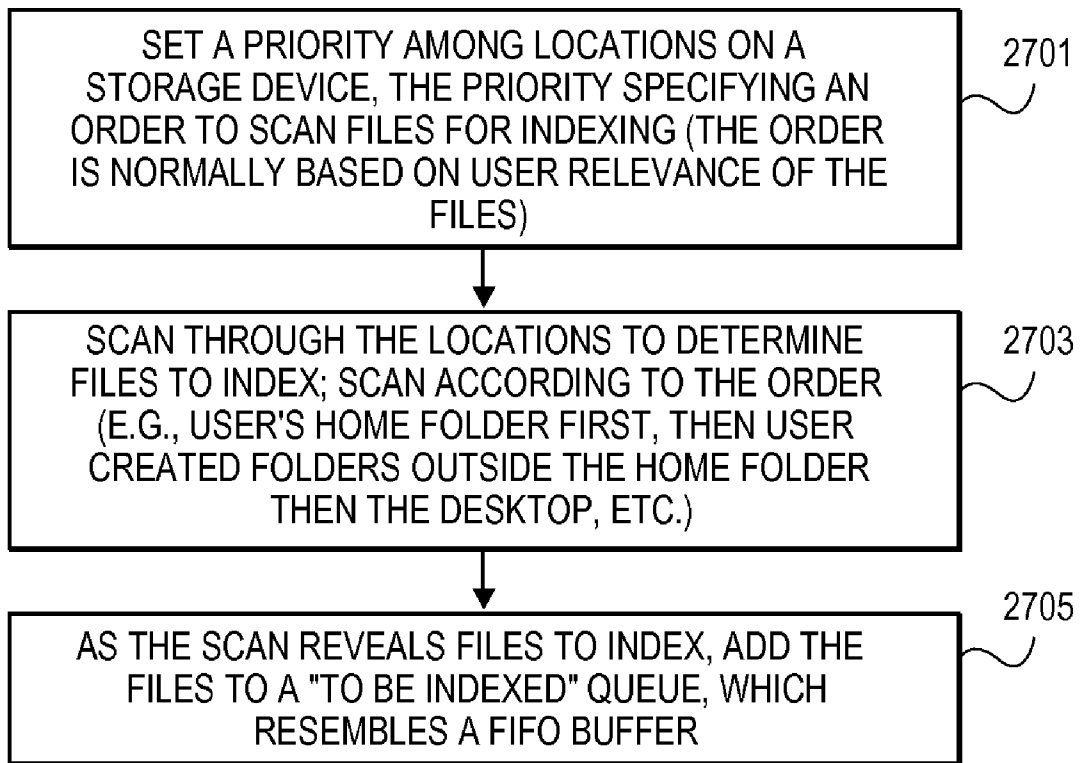 SET A PRIORITY AMONG LOCATIONS ON A
STORAGE DEVICE, THE PRIORITY SPECIFYING AN
ORDER TO SCAN FILES FOR INDEXING (THE ORDER
IS NORMALLY BASED ON USER RELEVANCE OF THE
FILES)
2701
SCAN THROUGH THE LOCATIONS TO DETERMINE
FILES TO INDEX; SCAN ACCORDING TO THE ORDER
(E.G., USER'S HOME FOLDER FIRST, THEN USER
CREATED FOLDERS OUTSIDE THE HOME FOLDER
THEN THE DESKTOP, ETC.)
2703
AS THE SCAN REVEALS FILES TO INDEX, ADD THE
FILES TO A "TO BE INDEXED" QUEUE, WHICH
RESEMBLES A FIFO BUFFER
2705